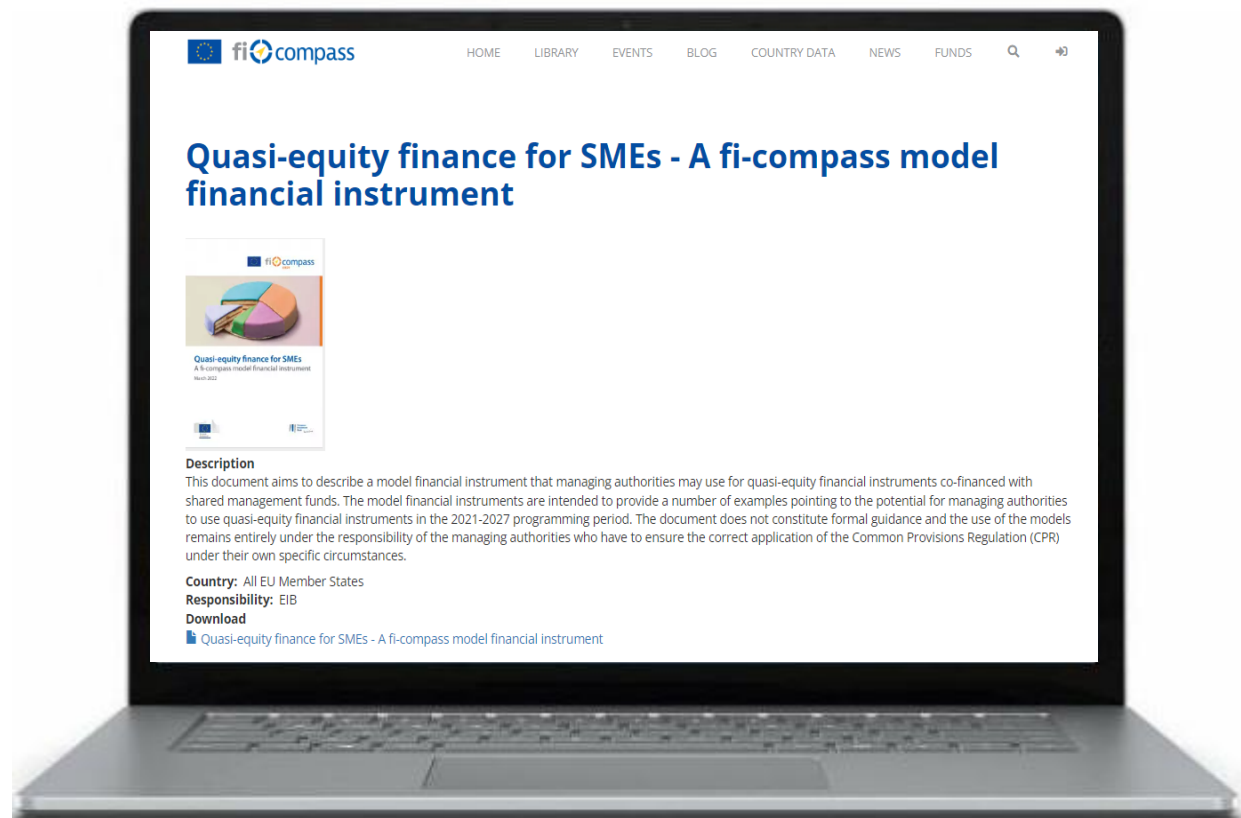 fi compass
HOME LIBRARY EVENTS BLOG COUNTRY DATA NEWS FUNDS
Quasi-equity finance for SMEs - A fi-compass model
financial instrument
fi compass
Quasi-equity finance for SMEs
A fi-compass model financial instrument
March 2022
Description
This document aims to describe a model financial instrument that managing authorities may use for quasi-equity financial instruments co-financed with
shared management funds. The model financial instruments are intended to provide a number of examples pointing to the potential for managing authorities
to use quasi-equity financial instruments in the 2021-2027 programming period. The document does not constitute formal guidance and the use of the models
remains entirely under the responsibility of the managing authorities who have to ensure the correct application of the Common Provisions Regulation (CPR)
under their own specific circumstances.
Country: All EU Member States
Responsibility: EIB
Download
Quasi-equity finance for SMEs - A fi-compass model financial instrument